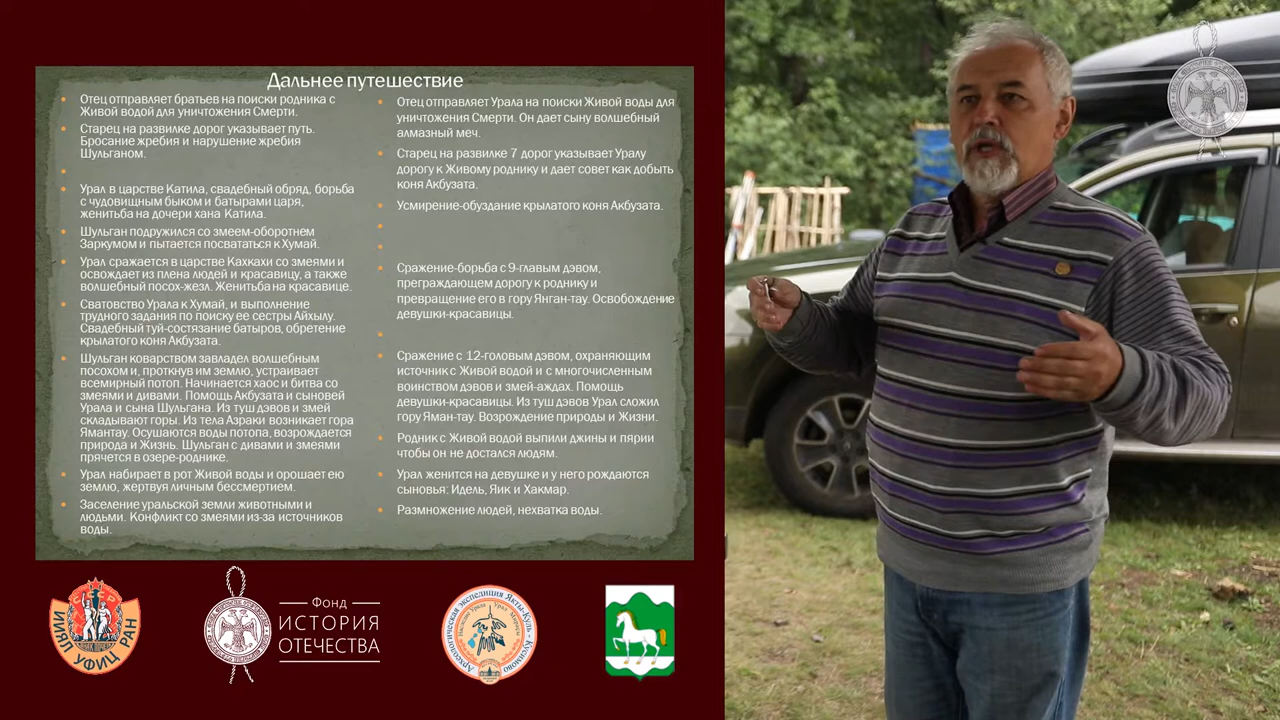 Дальнее путешествие
Отец отправляет братьев на поиски родника с
Живой водой для уничтожения Смерти.
Старец на развилке дорог указывает путь.
Бросание жребия и нарушение жребия
Шульганом.
Урал в царстве Катила, свадебный обряд, борьба
с чудовищным быком и батырами царя,
женитьба на дочери хана Катила.
Шульган подружился со змеем-оборотнем
Заркумом и пытается посвататься к Хумай.
Урал сражается в царстве Кахкахи со змеями и
освождает из плена людей и красавицу, а также
волшебный посох-жезл. Женитьба на красавице.
Сватовство Урала к Хумай, и выполнение
трудного задания по поиску ее сестры Айхылу.
Свадебный туй-состязание батыров, обретение
крылатого коня Акбузата.
Шульган коварством завладел волшебным
посохом и, проткнув им землю, устраивает
всемирный потоп. Начинается хаос и битва со
змеями и дивами. Помощь Акбузата и сыновей
Урала и сына Шульгана. Из туш дэвов и змей
складывают горы. Из тела Азраки возникает гора
Ямантау. Осушаются воды потопа, возрождается
природа и Жизнь. Шульган с дивами и змеями
прячется в озере-роднике.
Урал набирает в рот Живой воды и орошает ею
землю, жертвуя личным бессмертием.
Заселение уральской земли животными и
людьми. Конфликт со змеями из-за источников
воды.
Отец отправляет Урала на поиски Живой воды для
уничтожения Смерти. Он дает сыну волшебный
алмазный меч.
Старец на развилке 7 дорог указывает Уралу
дорогу к Живому роднику и дает совет как добыть
коня Акбузата.
Усмирение-обуздание крылатого коня Акбузата.
Сражение-борьба с 9-главым дэвом,
преграждающем дорогу к роднику и
превращение его в гору Янган-тау. Освобождение
девушки-красавицы.
Сражение с 12-головым дэвом, охраняющим
источник с Живой водой и с многочисленным
воинством дэвов и змей-аждах. Помощь
девушки-красавицы. Из туш дэвов Урал сложил
гору Яман-тау. Возрождение природы и Жизни.
Родник с Живой водой выпили джины и пярии
чтобы он не достался людям.
Урал женится на девушке и у него рождаются
сыновья: Идель, Яик и Хакмар.
Размножение людей, нехватка воды.
СССР
ИИЯЛ УФИЦ РАН
Фонд
ИСТОРИЯ
ОТЕЧЕСТВА
Археологическая экспедиция Якты-Куль - Кусимово